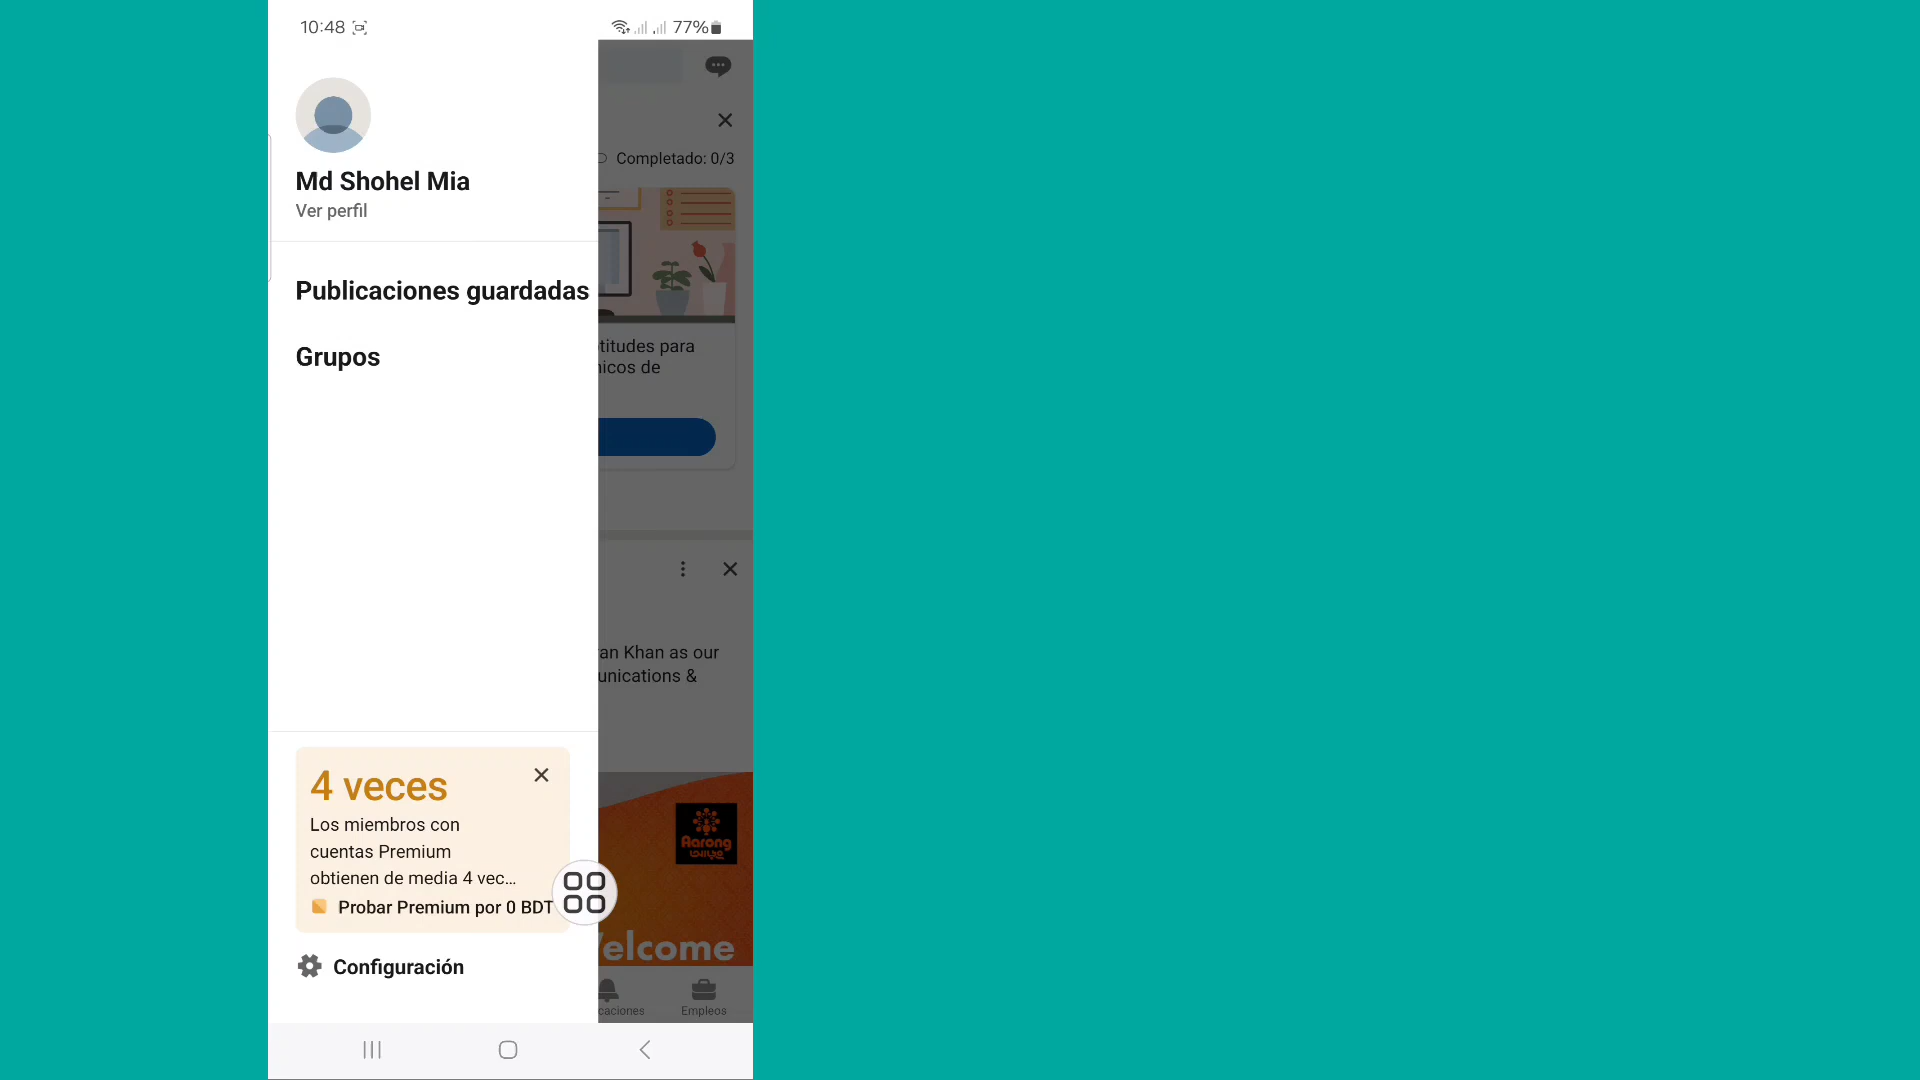 10:48
77%
Md Shohel Mia
Ver perfil
Completado: 0/3
Publicaciones guardadas
Grupos
titudes para
nicos de
an Khan as our
unications &
4 veces
Los miembros con
cuentas Premium
obtienen de media 4 vec...
Probar Premium por 0 BDT
Aarong
elcome
Configuración
caciones
Empleos